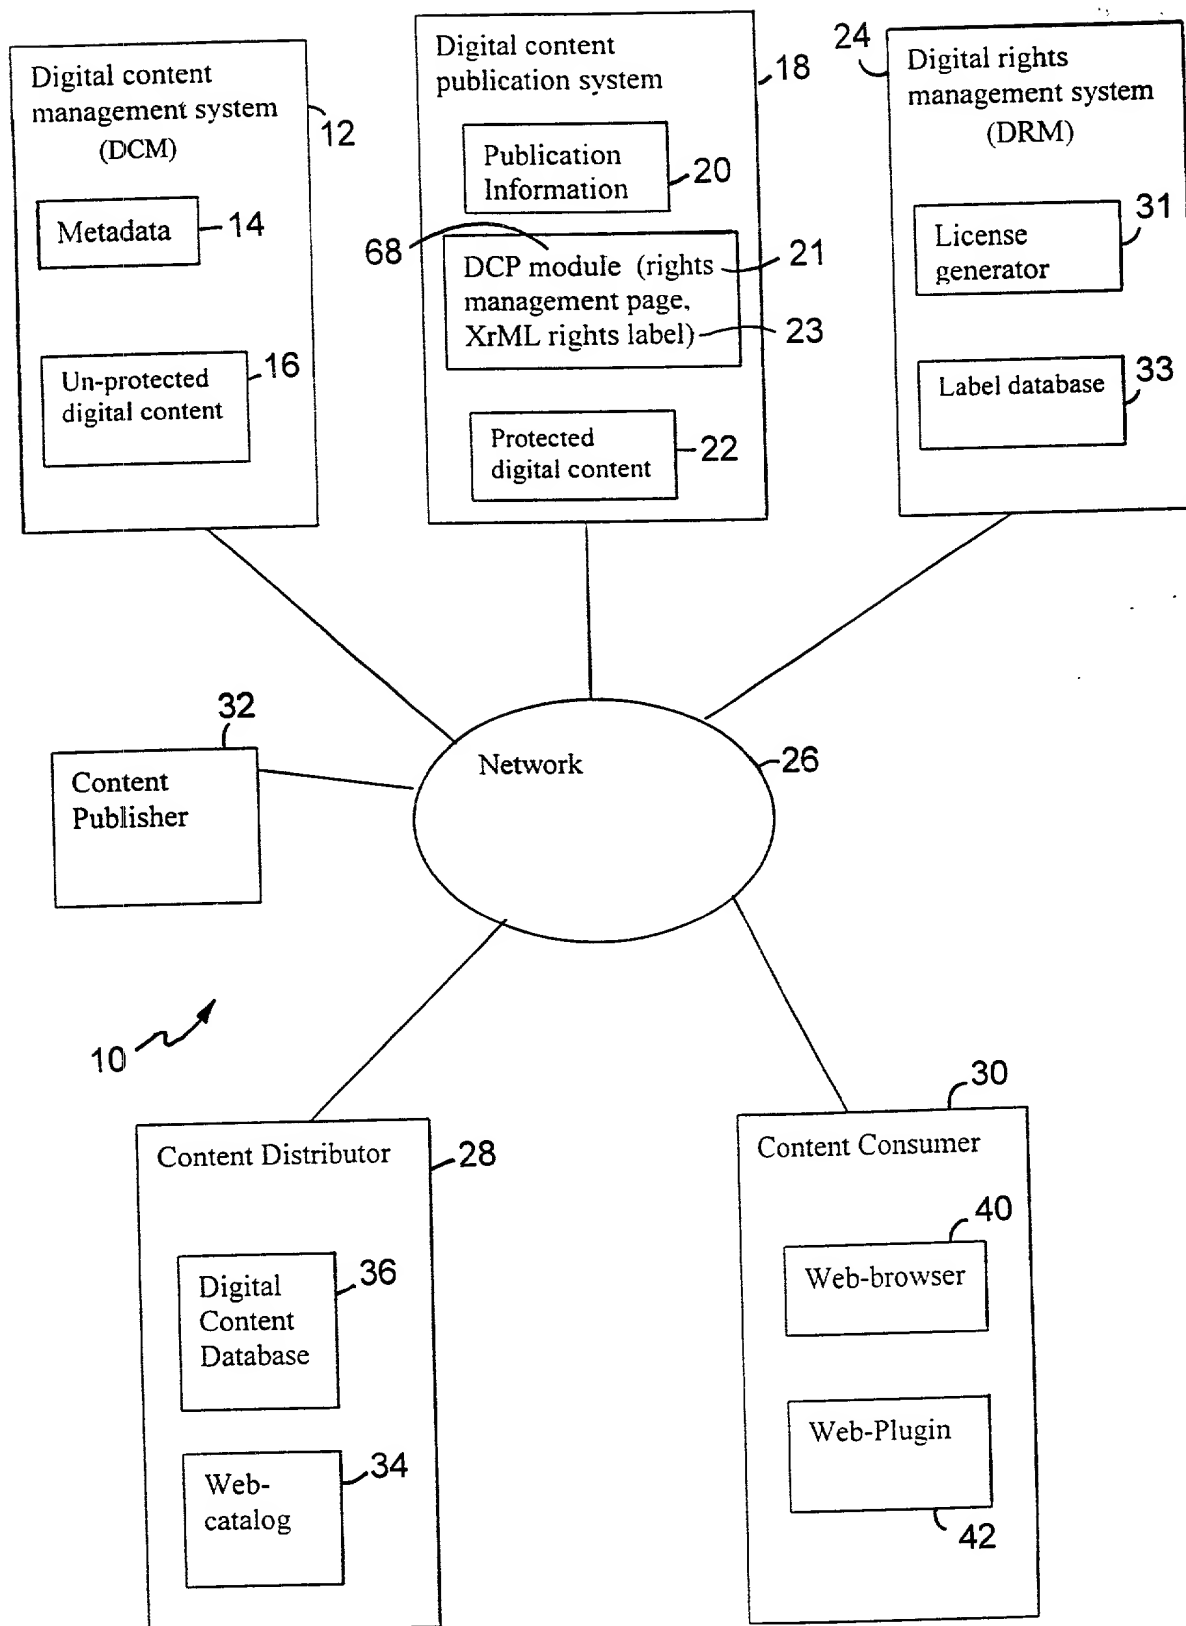 Digital content
management system
(DCM)
12
Metadata
14
Un-protected
digital content
16
Digital content
publication system
18
Publication
Information
20
68
DCP module (rights
management page,
XrML rights label)
21
23
Protected
digital content
22
24
Digital rights
management system
(DRM)
License
generator
31
Label database
33
32
Content
Publisher
Network
26
10
Content Distributor
28
Digital
Content
Database
36
Web-
catalog
34
30
Content Consumer
40
Web-browser
Web-Plugin
42